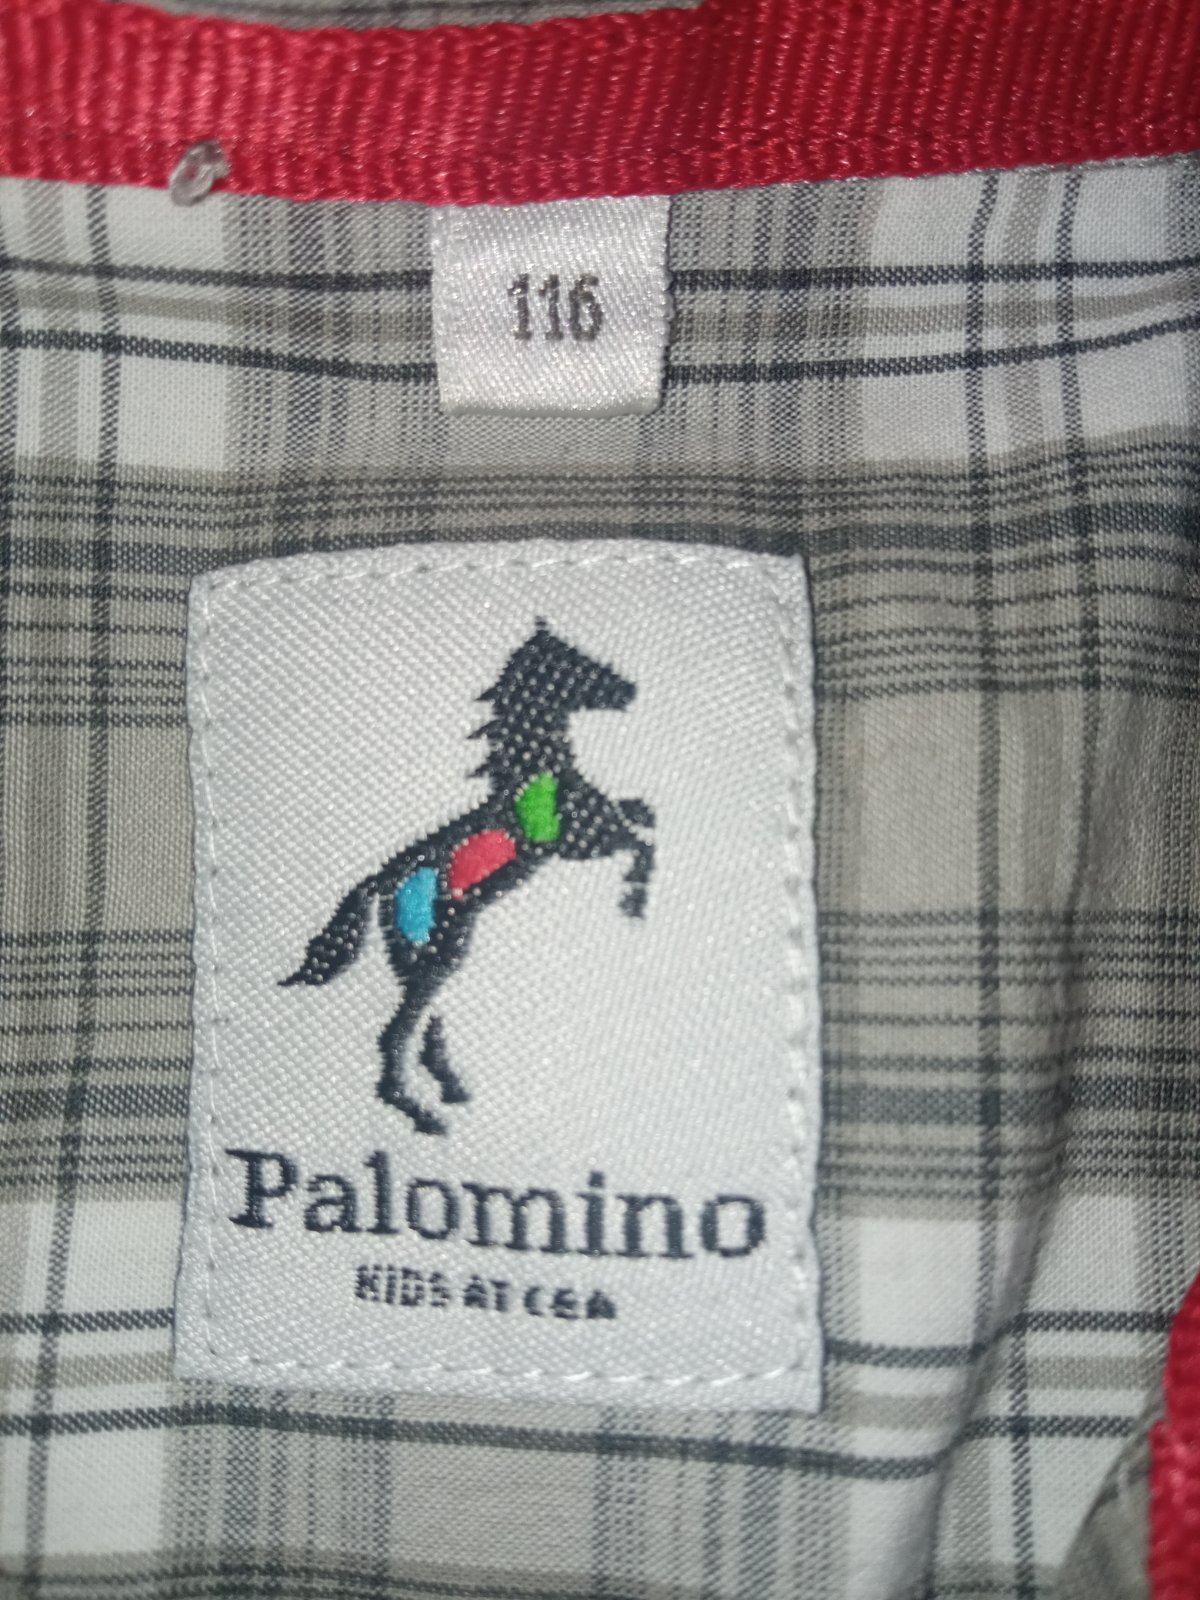 116
Palomino
KIDS AT C&A